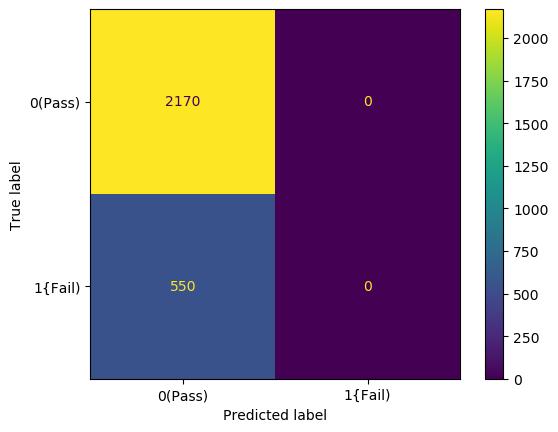 True label
0(Pass)
1{Fail)
2170
0
550
0
0(Pass)
1{Fail)
Predicted label
2000
1750
1500
1250
1000
750
500
250
0